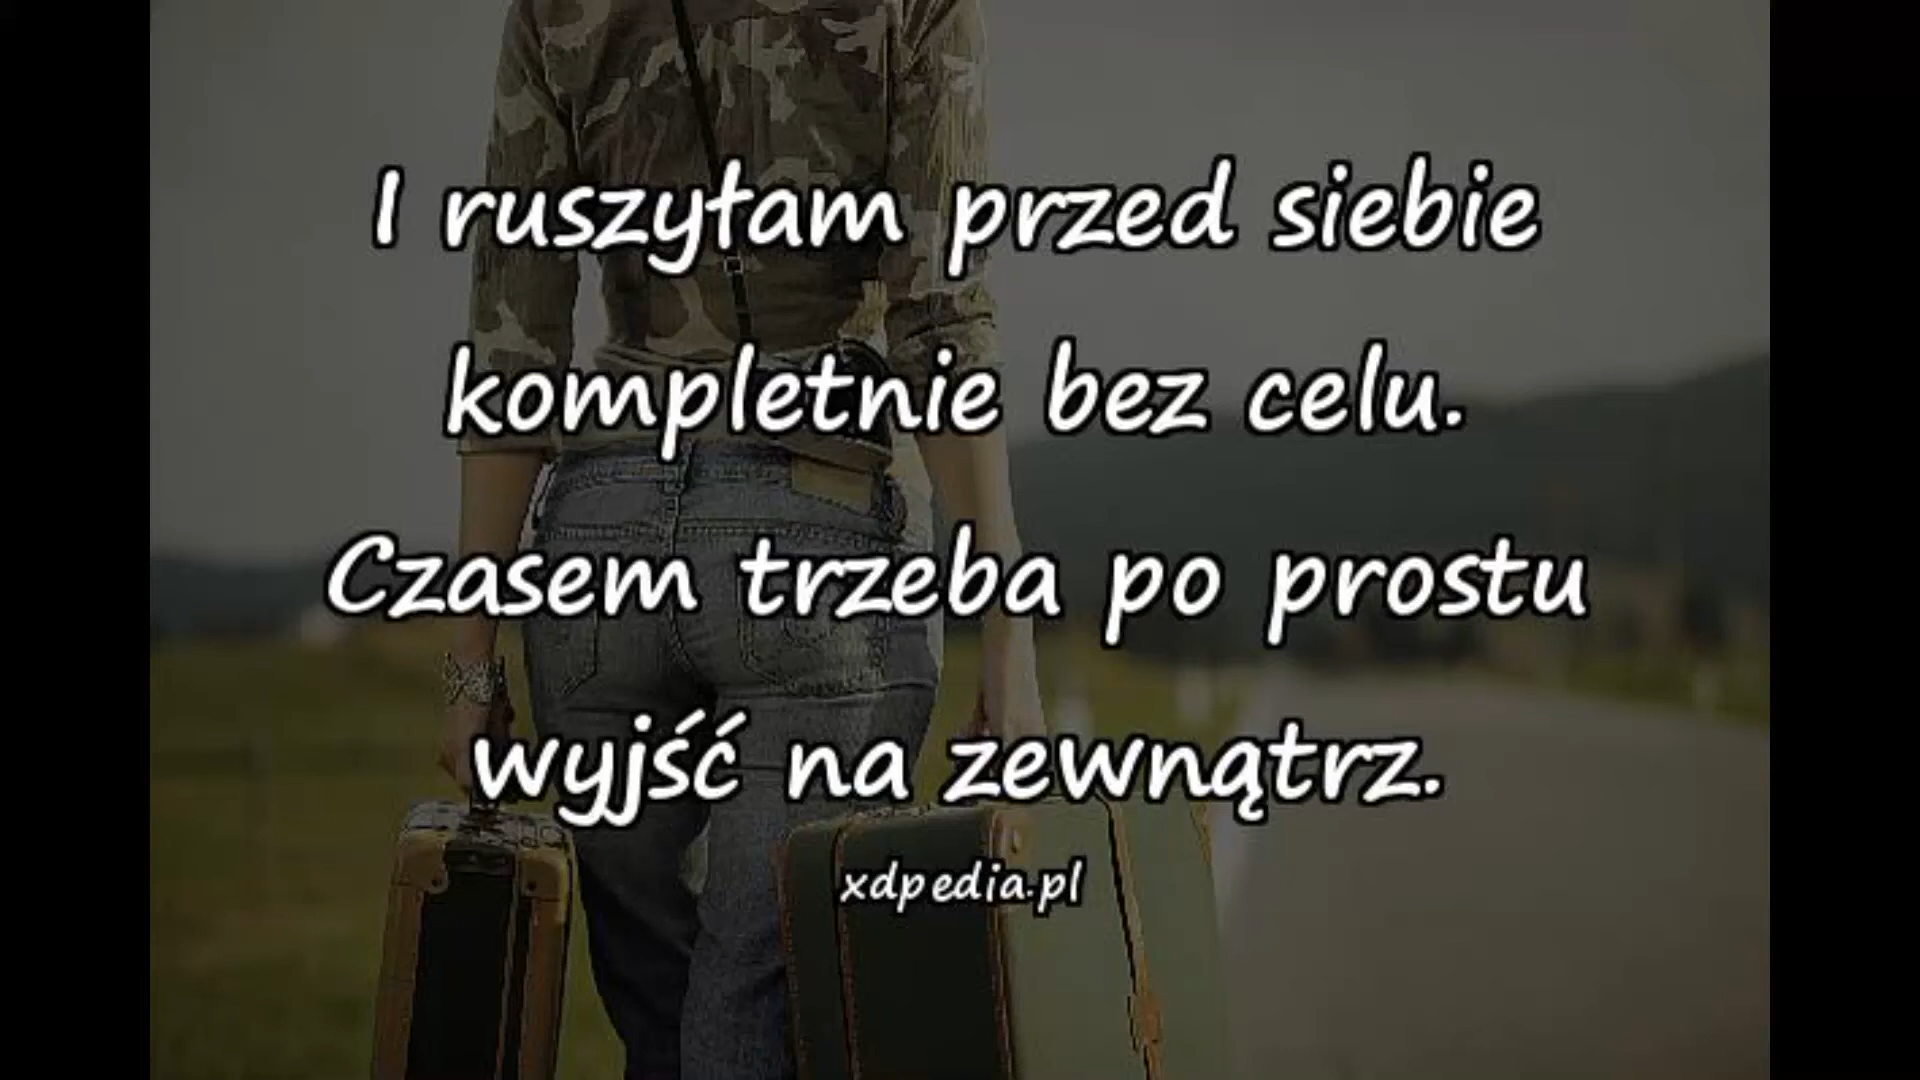 I ruszyłam przed siebie
kompletnie bez celu.
Czasem trzeba po prostu
wyjść na zewnątrz.
xdpedia.pl